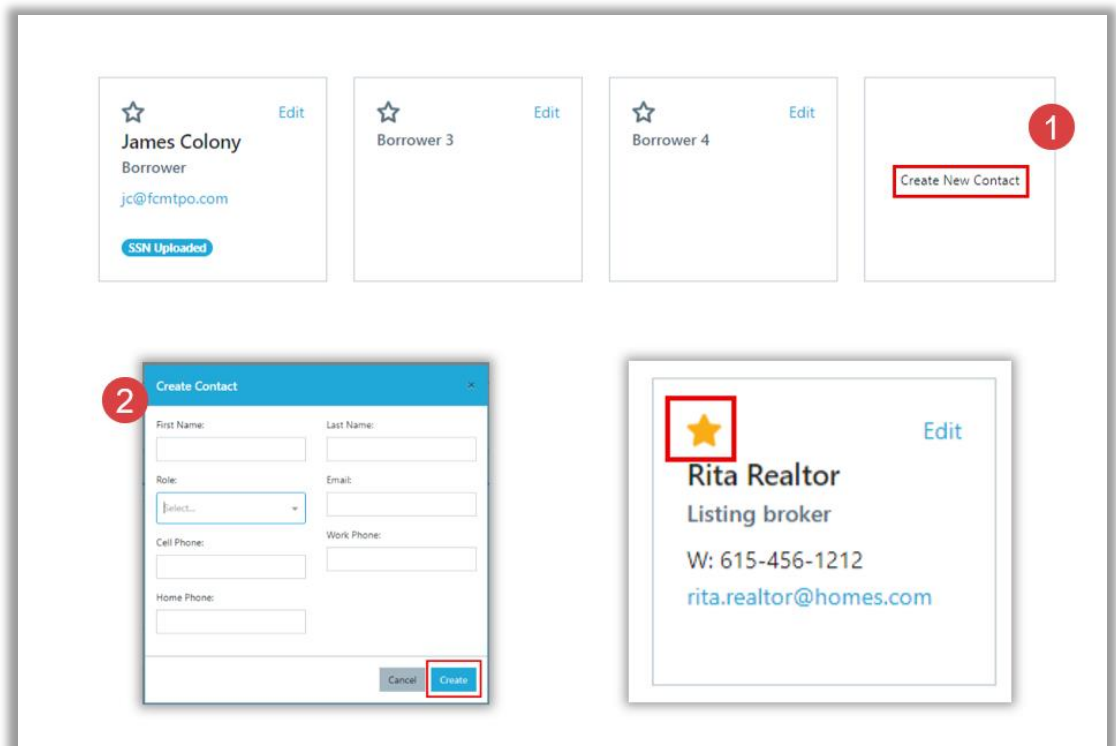 Edit
James Colony
Borrower
jc@fcmtpo.com
SSN Uploaded
Edit
Borrower 3
Edit
Borrower 4
1
Create New Contact
2
Create Contact
×
First Name:
Last Name:
Role:
Email:
Select...
Cell Phone:
Work Phone:
Home Phone:
Cancel
Create
Edit
Rita Realtor
Listing broker
W: 615-456-1212
rita.realtor@homes.com